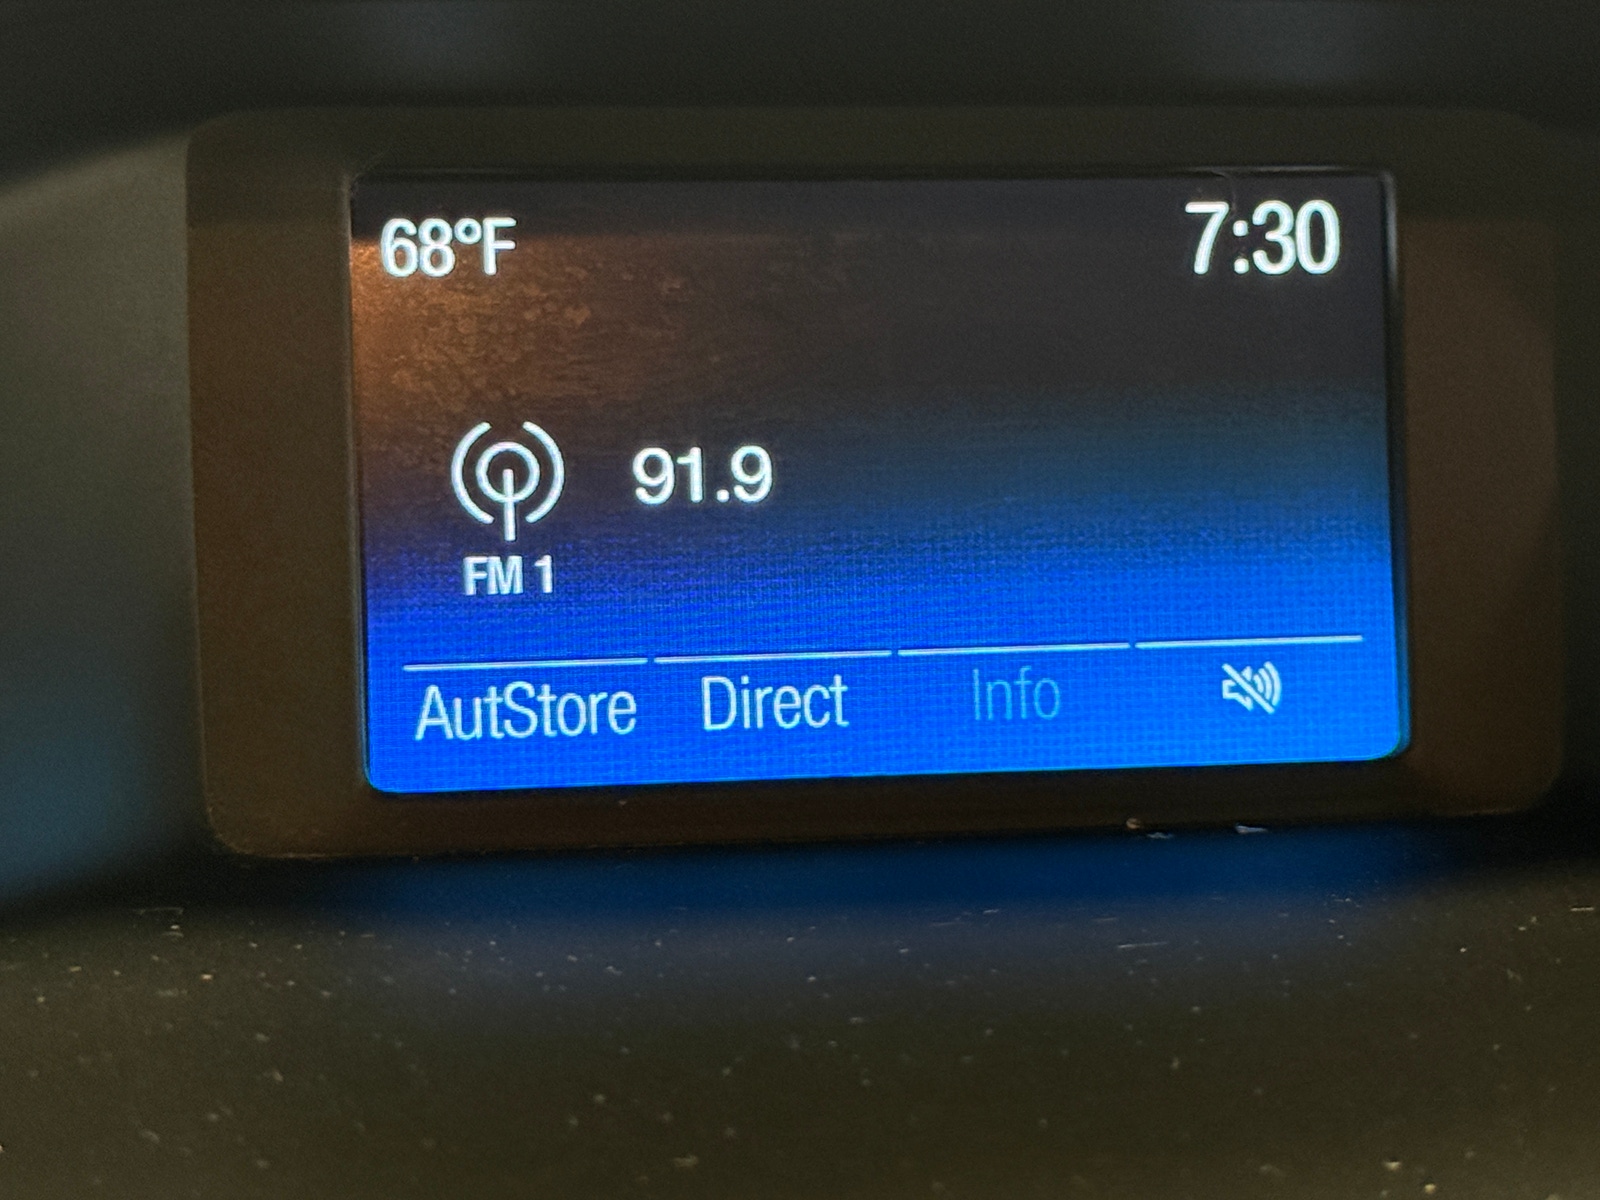 68°F 7:30
91.9
FM 1
AutStore Direct Info